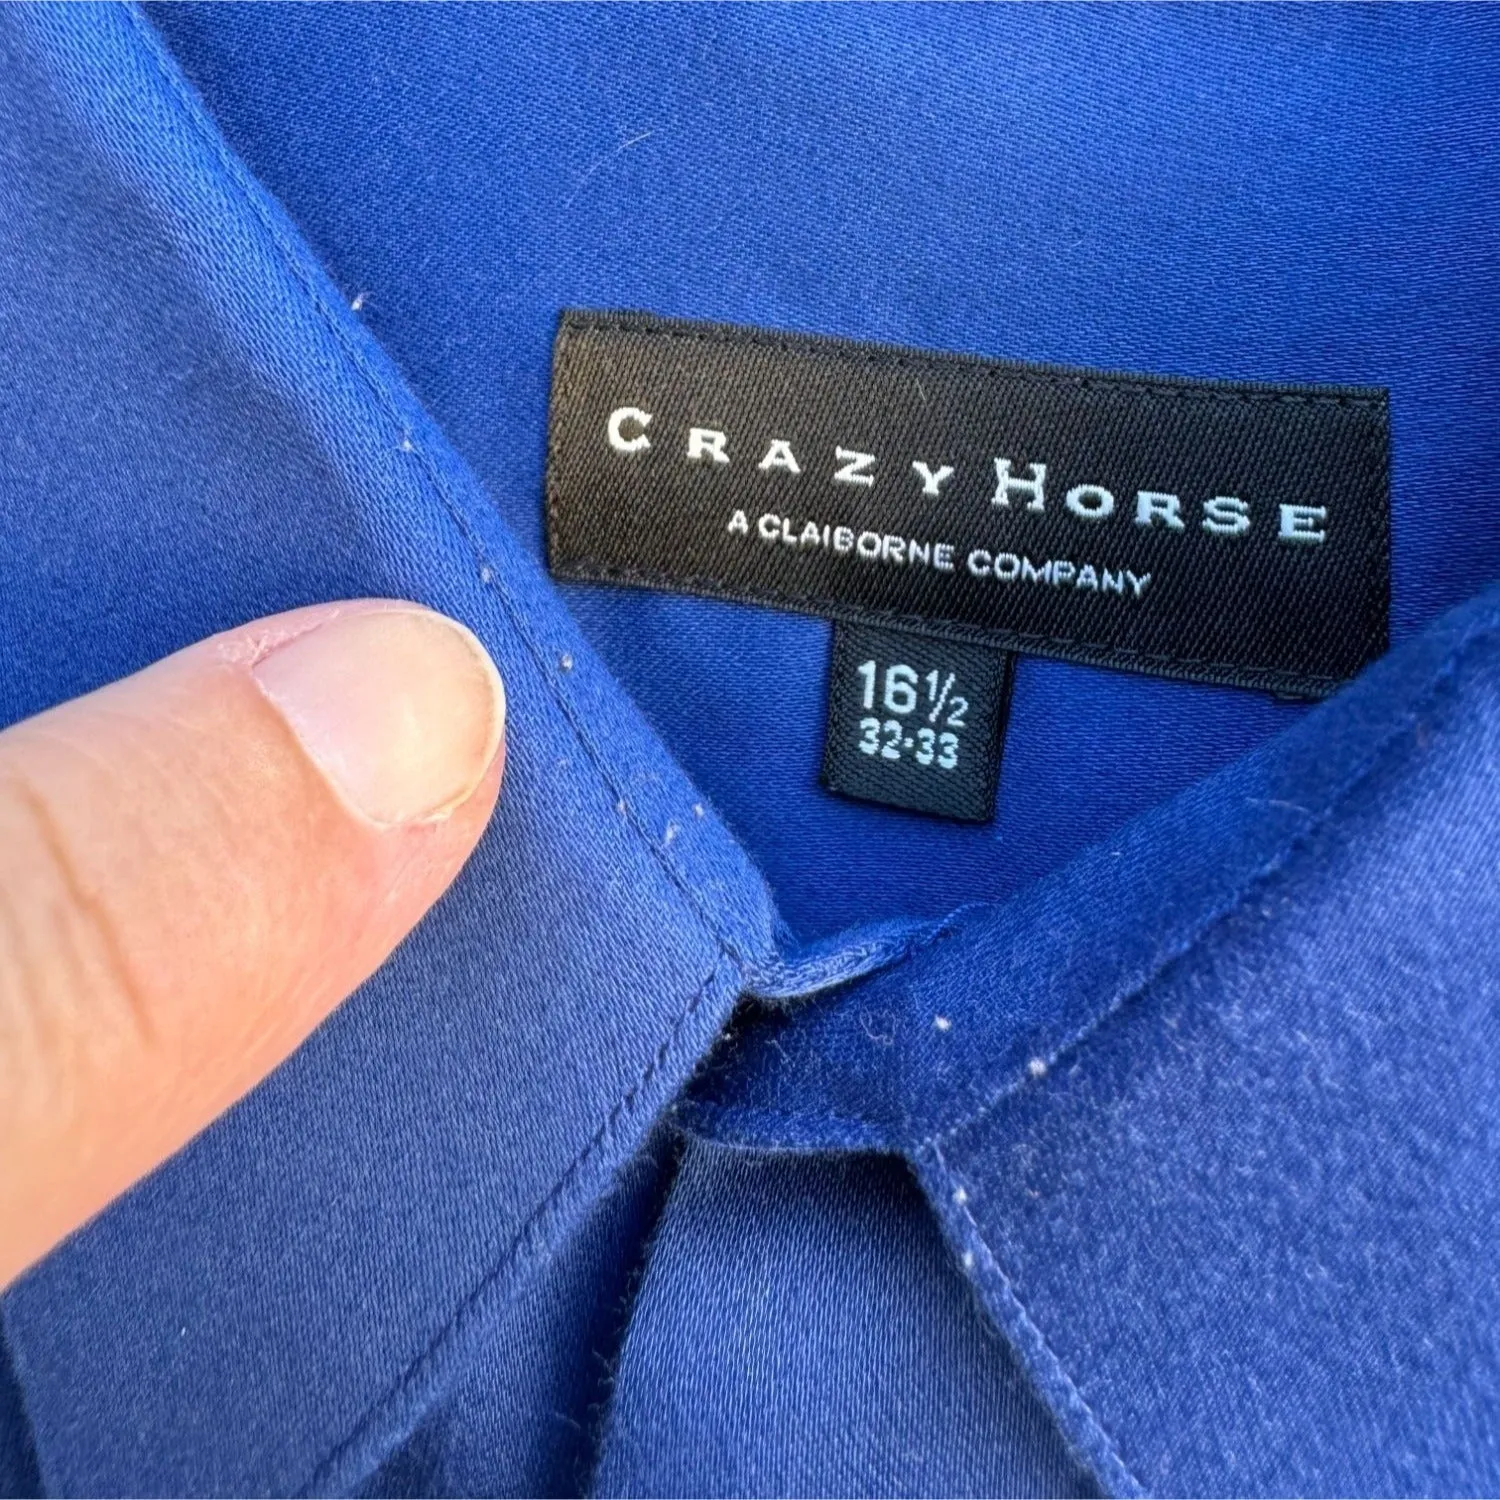 CRAZY HORSE
A CLAIBORNE COMPANY
16½
32•33